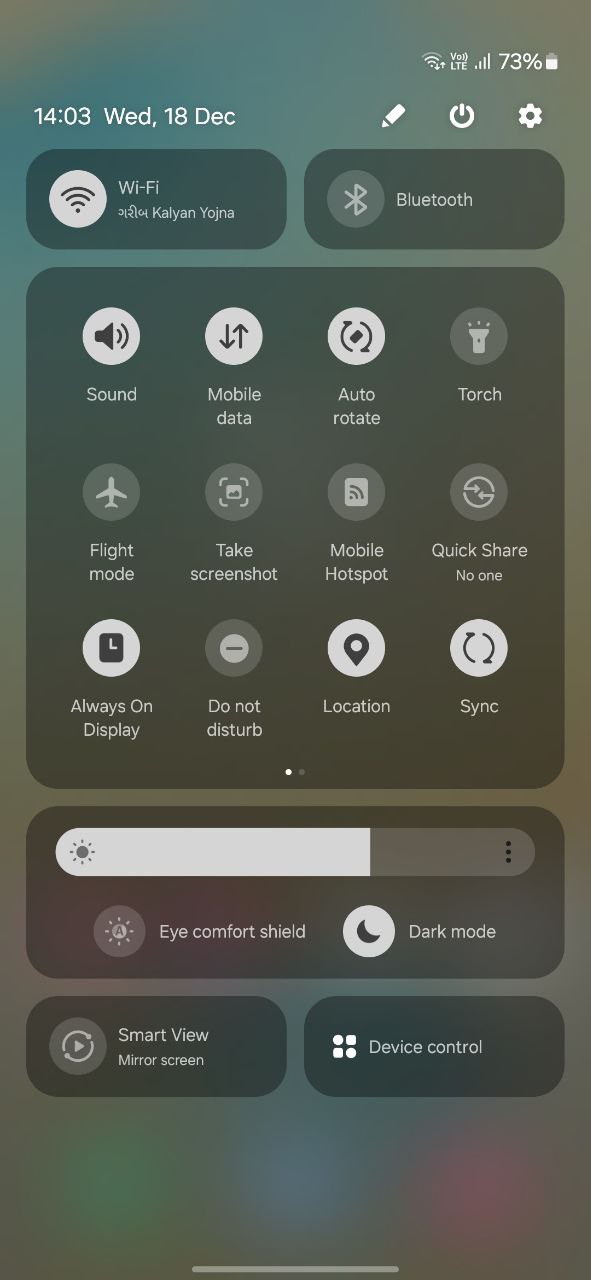 Vo))
LTE
73%
14:03 Wed, 18 Dec
Wi-Fi
ગરીબ Kalyan Yojna
Bluetooth
Sound
Mobile
data
Auto
rotate
Torch
Flight
mode
Take
screenshot
Mobile
Hotspot
Quick Share
No one
Always On
Display
Do not
disturb
Location
Sync
A
Eye comfort shield
Dark mode
Smart View
Mirror screen
Device control